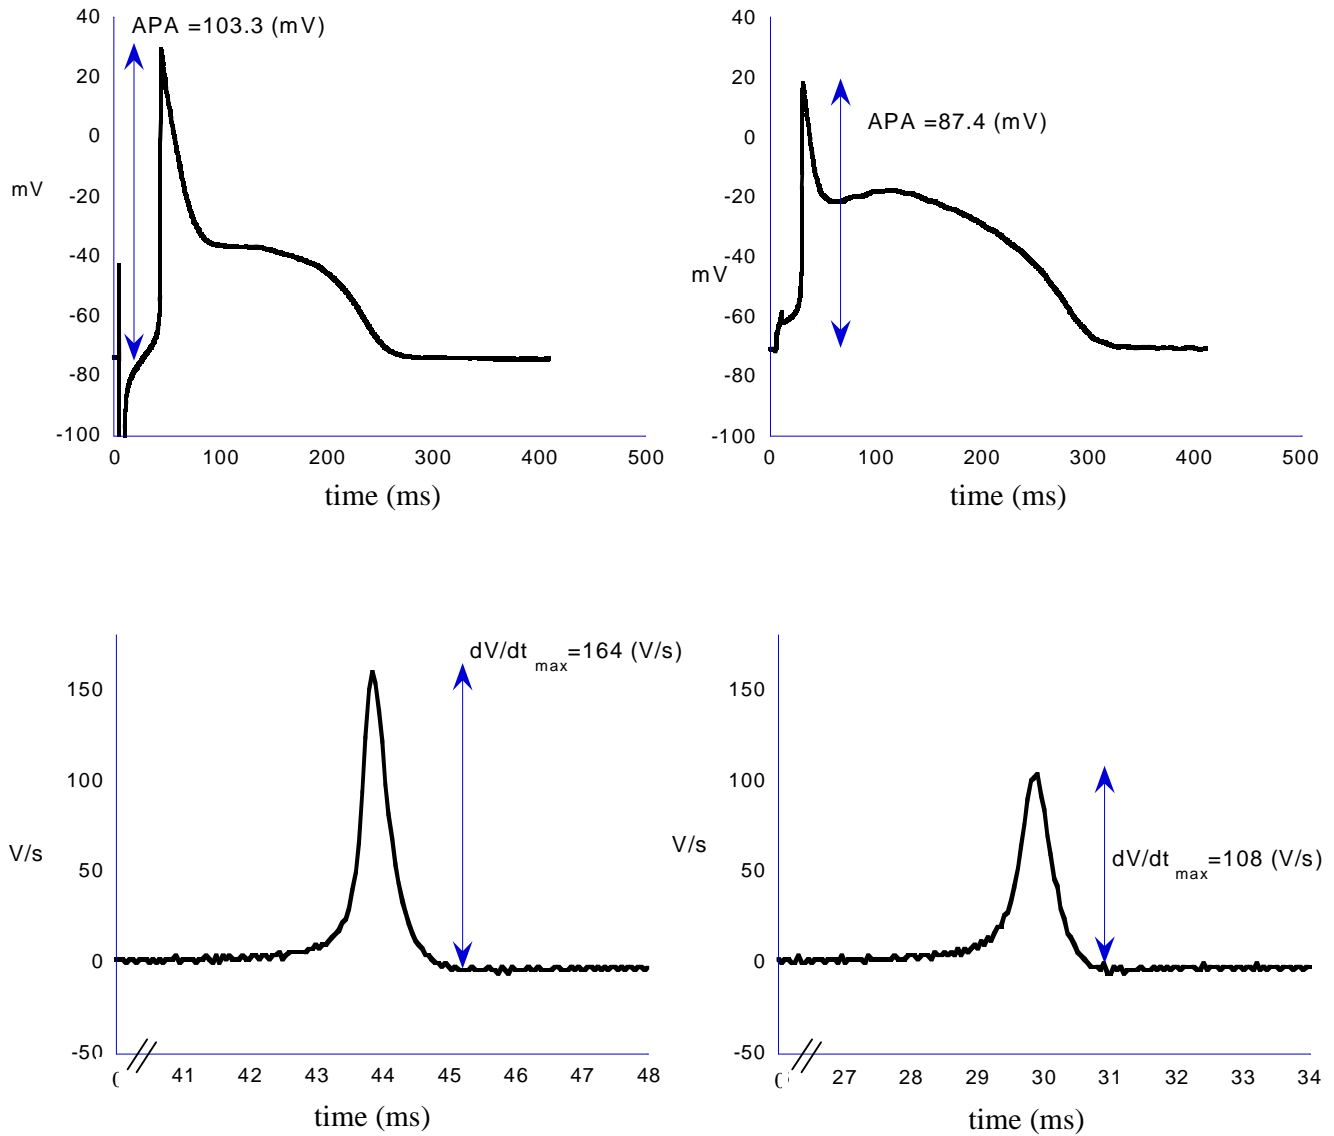 40
APA =103.3 (mV)
20
0
mV
-20
-40
-60
-80
-100
0 100 200 300 400 500
time (ms)
40
20
APA =87.4 (mV)
0
-20
-40
mV
-60
-80
-100
0 100 200 300 400 500
time (ms)
dV/dt max=164 (V/s)
150
100
V/s
50
0
-50
41 42 43 44 45 46 47 48
time (ms)
150
100
V/s
dV/dt max=108 (V/s)
50
0
-50
27 28 29 30 31 32 33 34
time (ms)